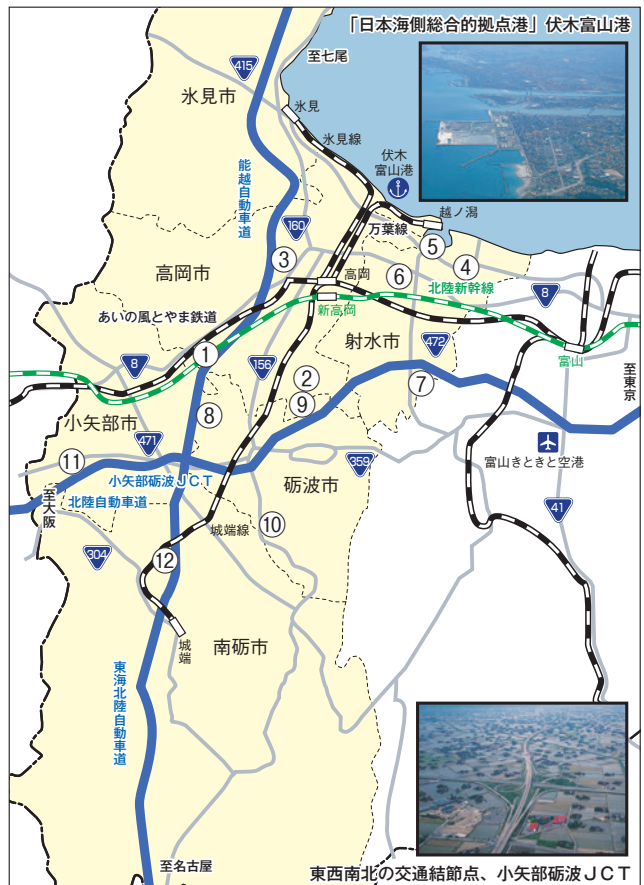 「日本海側総合的拠点港」伏木富山港
至七尾
415
氷見市
氷見
氷見線
能越自動車道
伏木
富山港
160
万葉線
越ノ潟
③
⑤
④
高岡市
高岡
⑥
北陸新幹線
8
あいの風とやま鉄道
新高岡
射水市
472
富山
①
8
156
②
⑦
至東京
小矢部市
⑧
⑨
471
⑪
小矢部砺波JCT
359
富山きときと空港
北陸自動車道
砺波市
至大阪
41
⑩
城端線
304
⑫
城端
南砺市
東海北陸自動車道
至名古屋
東西南北の交通結節点、小矢部砺波JCT